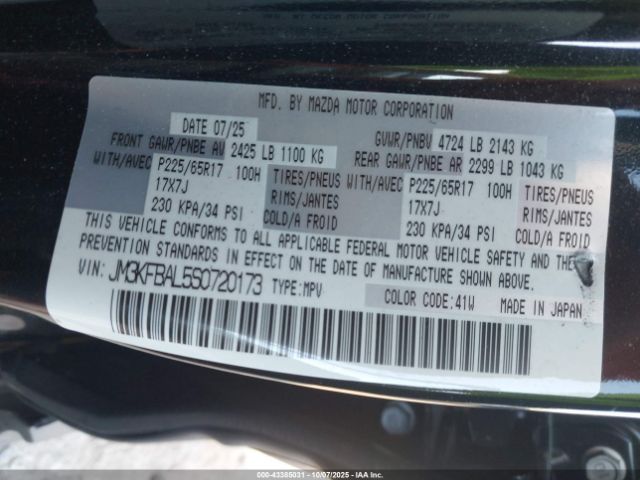 MFD. BY MAZDA MOTOR CORPORATION
DATE 07/25
GVWR/PNBV 4724 LB 2143 KG
FRONT GAWR/PNBE AV 2425 LB 1100 KG
REAR GAWR/PNBE AR 2299 LB 1043 KG
WITH/AVEC P225/65R17 100H TIRES/PNEUS
17X7J RIMS/JANTES
230 KPA/34 PSI COLD/A FROID
WITH/AVEC P225/65R17 100H TIRES/PNEUS
17X7J RIMS/JANTES
230 KPA/34 PSI COLD/A FROID
THIS VEHICLE CONFORMS TO ALL APPLICABLE FEDERAL MOTOR VEHICLE SAFETY AND THEFT
PREVENTION STANDARDS IN EFFECT ON THE DATE OF MANUFACTURE SHOWN ABOVE.
VIN: JM3KFBAL5S0720173 TYPE:MPV
COLOR CODE:41W MADE IN JAPAN
000-43385031 - 10/07/2025 - IAAI.CA